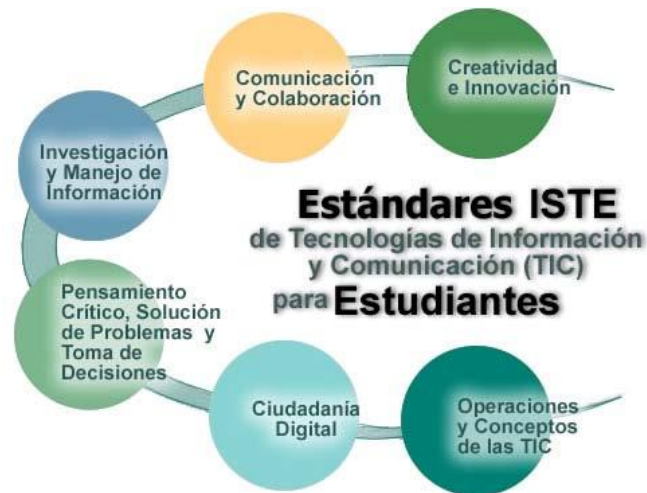 Comunicación
y Colaboración
Creatividad
e Innovación
Investigación
y Manejo de
Información
Estándares ISTE
de Tecnologías de Información
y Comunicación (TIC)
para Estudiantes
Pensamiento
Crítico, Solución
de Problemas y
Toma de
Decisiones
Ciudadanía
Digital
Operaciones
y Conceptos
de las TIC